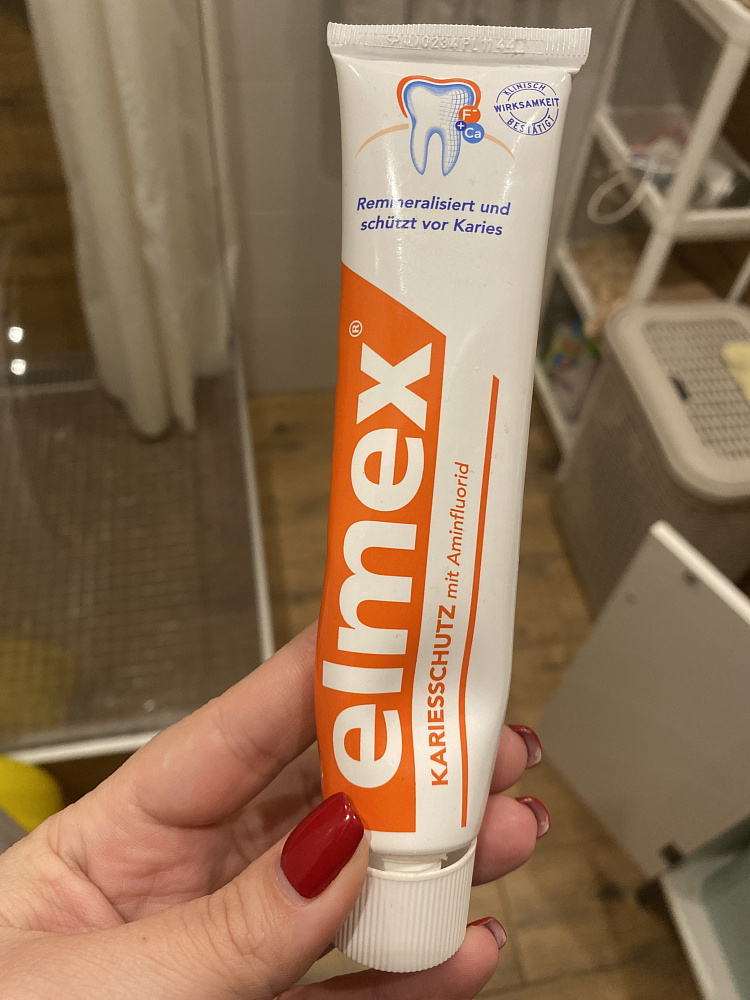 F⁻
+
Ca
KLINISCH
WIRKSAMKEIT
BESTÄTIGT
Remineralisiert und
schützt vor Karies
elmex®
KARIESSCHUTZ mit Aminfluorid